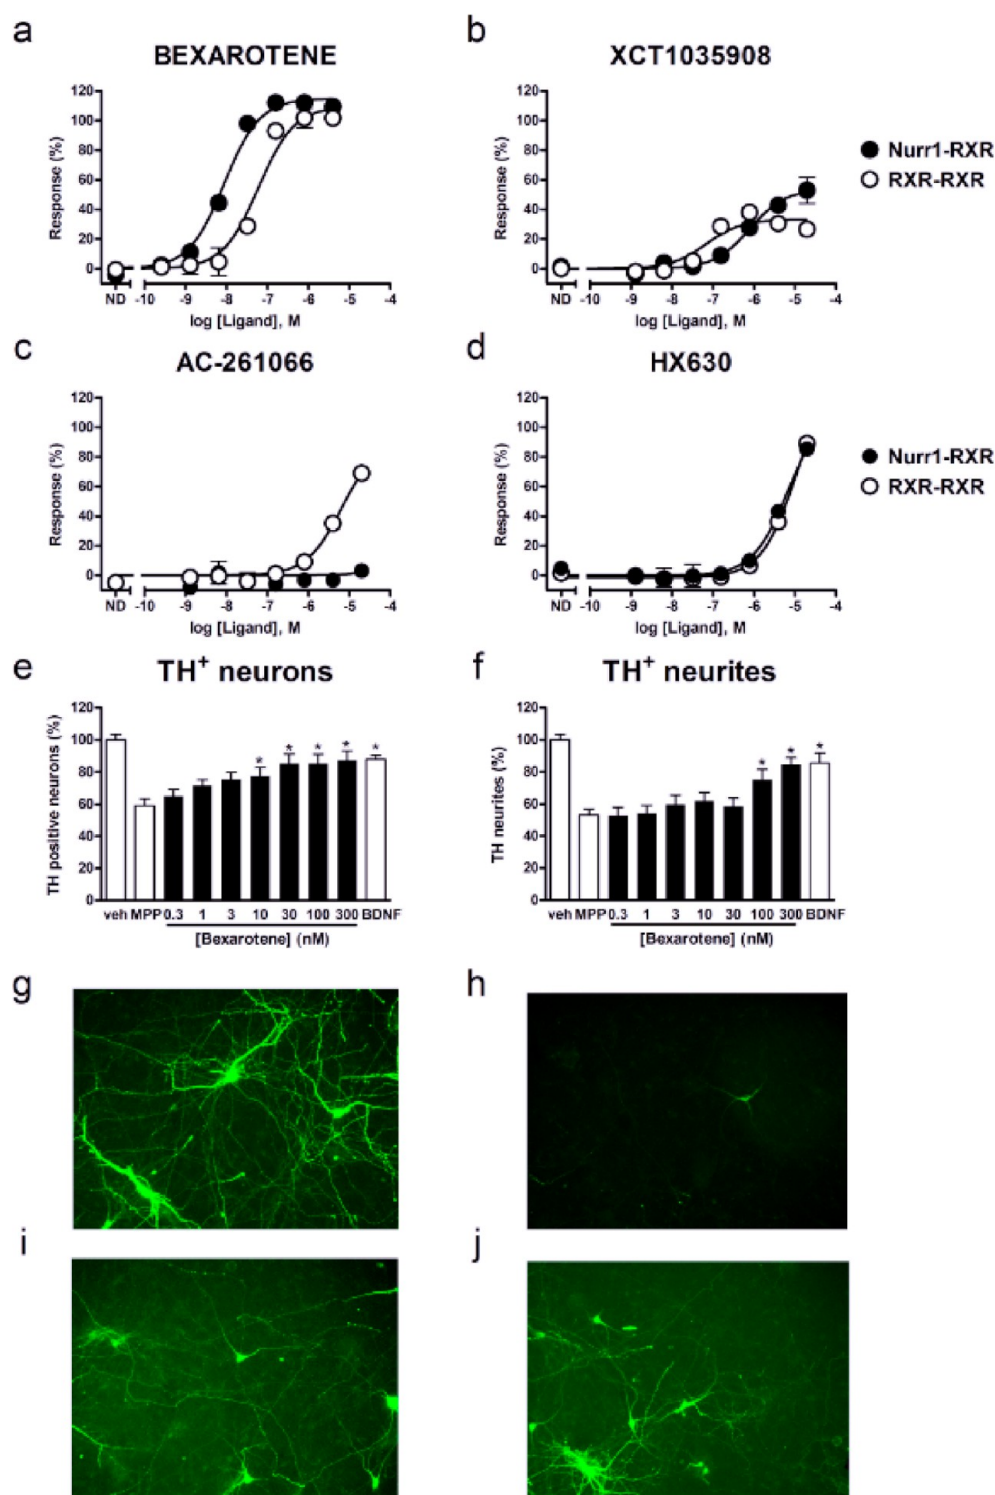 a
b
BEXAROTENE
XCT1035908
120
100
80
60
40
20
0
Response (%)
ND -10 -9 -8 -7 -6 -5 -4
log [Ligand], M
120
100
80
60
40
20
0
Response (%)
ND -10 -9 -8 -7 -6 -5 -4
log [Ligand], M
Nurr1-RXR
RXR-RXR
c
d
AC-261066
HX630
120
100
80
60
40
20
0
Response (%)
ND -10 -9 -8 -7 -6 -5 -4
log [Ligand], M
120
100
80
60
40
20
0
Response (%)
ND -10 -9 -8 -7 -6 -5 -4
log [Ligand], M
Nurr1-RXR
RXR-RXR
e
f
TH+ neurons
TH+ neurites
120
100
80
60
40
20
0
TH positive neurons (%)
* * * * *
veh MPP 0.3 1 3 10 30 100 300 BDNF
[Bexarotene] (nM)
120
100
80
60
40
20
0
TH neurites (%)
* * *
veh MPP 0.3 1 3 10 30 100 300 BDNF
[Bexarotene] (nM)
g
h
i
j